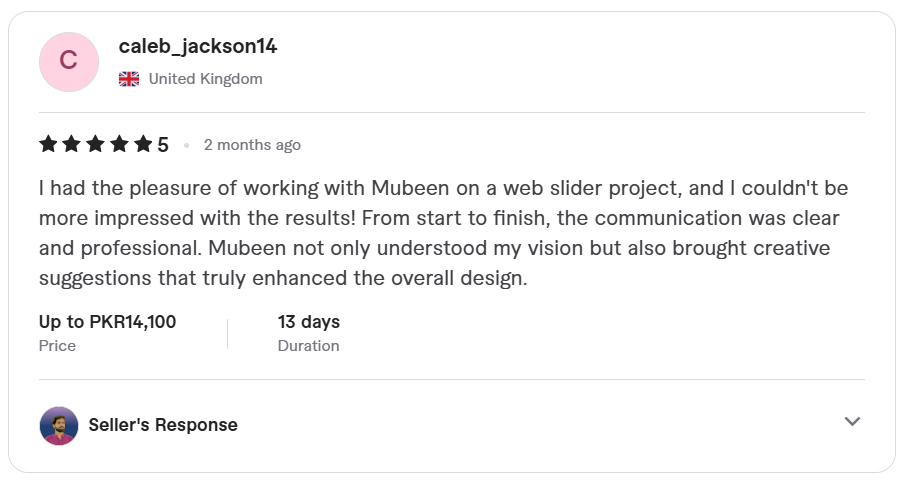 C
caleb_jackson14
United Kingdom
5 • 2 months ago
I had the pleasure of working with Mubeen on a web slider project, and I couldn't be
more impressed with the results! From start to finish, the communication was clear
and professional. Mubeen not only understood my vision but also brought creative
suggestions that truly enhanced the overall design.
Up to PKR14,100
Price
13 days
Duration
Seller's Response